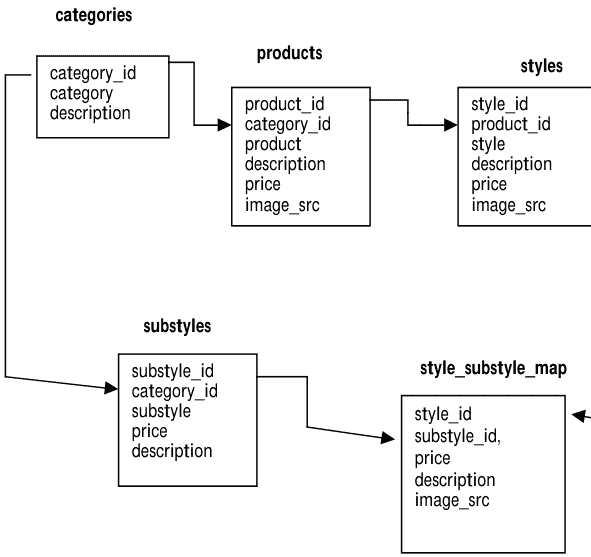 categories
category_id
category
description
products
product_id
category_id
product
description
price
image_src
styles
style_id
product_id
style
description
price
image_src
substyles
substyle_id
category_id
substyle
price
description
style_substyle_map
style_id
substyle_id,
price
description
image_src